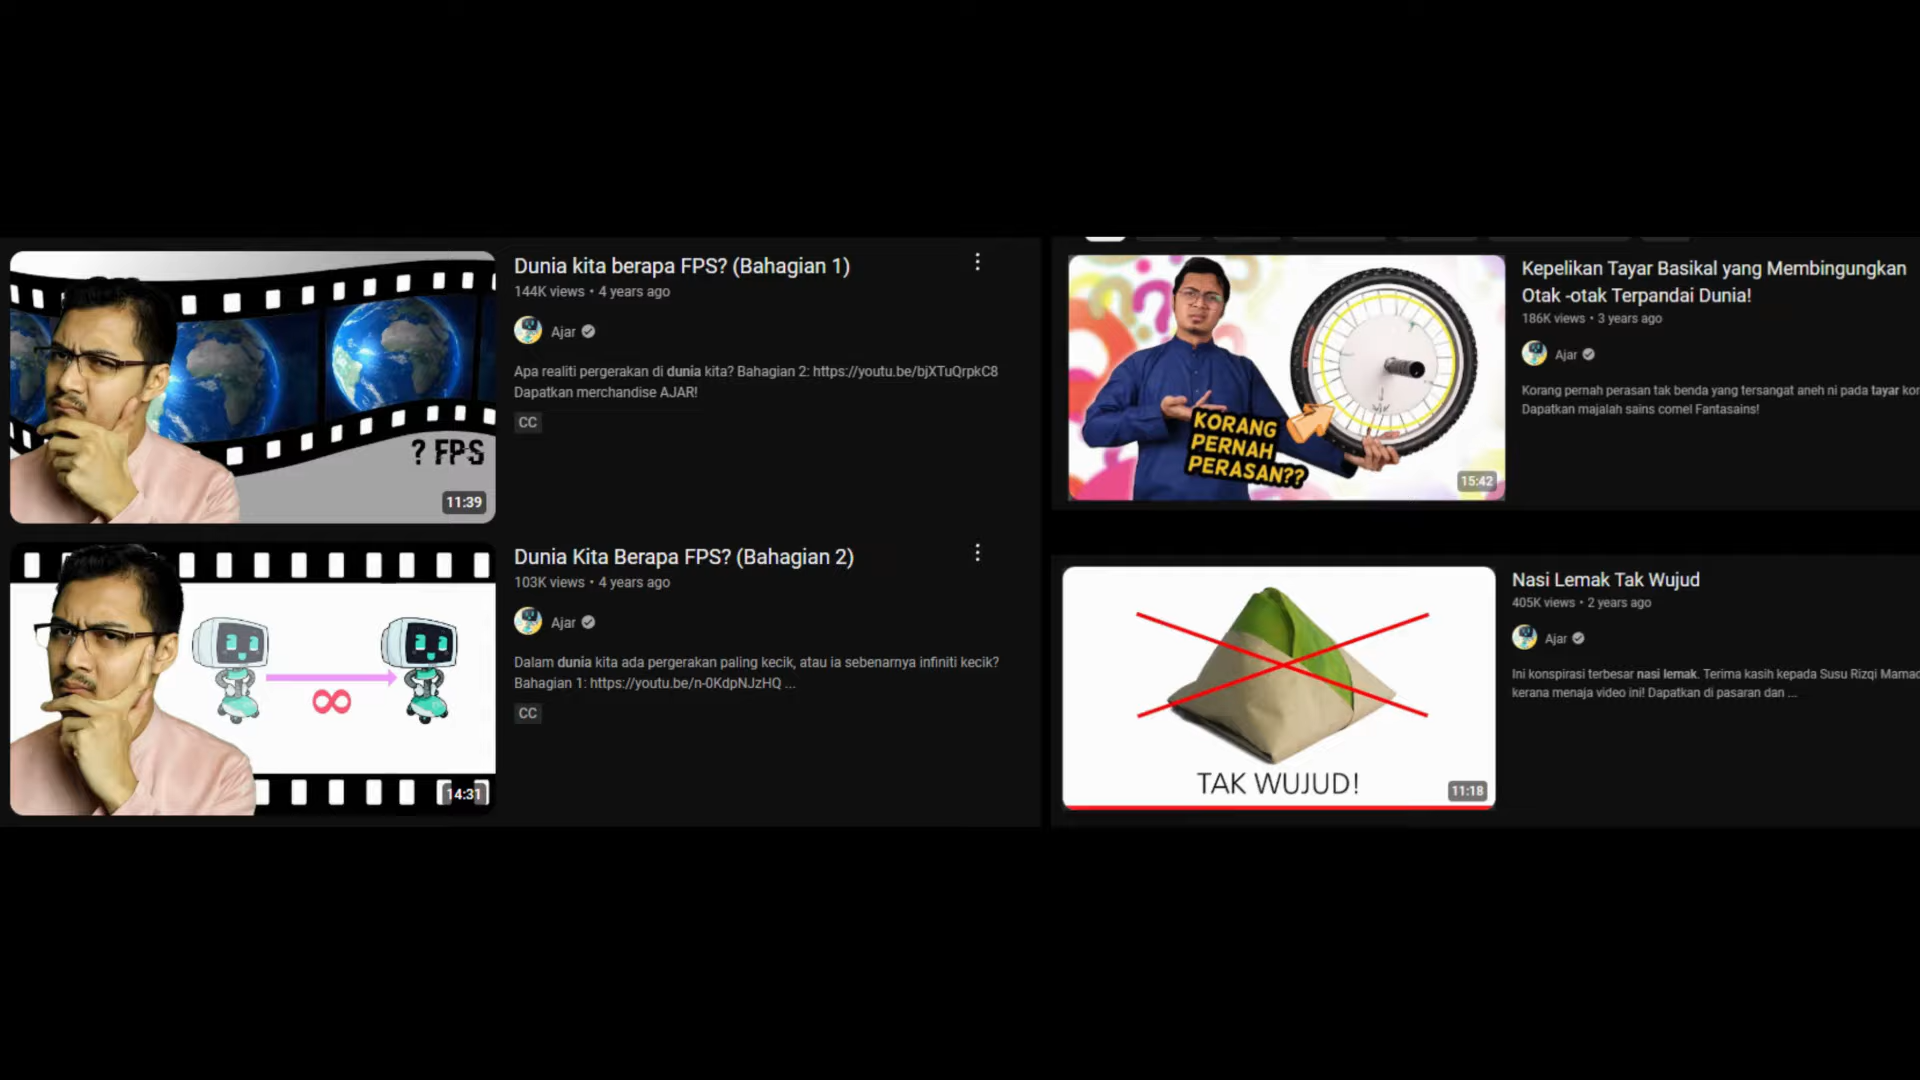 ? FPS
11:39
Dunia kita berapa FPS? (Bahagian 1)
144K views • 4 years ago
Ajar
Apa realiti pergerakan di dunia kita? Bahagian 2: https://youtu.be/bjXTuQrpkC8
Dapatkan merchandise AJAR!
CC
14:31
Dunia Kita Berapa FPS? (Bahagian 2)
103K views • 4 years ago
Ajar
Dalam dunia kita ada pergerakan paling kecik, atau ia sebenarnya infiniti kecik?
Bahagian 1: https://youtu.be/n-0KdpNJzHQ ...
CC
KORANG
PERNAH
PERASAN??
15:42
Kepelikan Tayar Basikal yang Membingungkan
Otak -otak Terpandai Dunia!
186K views • 3 years ago
Ajar
Korang pernah perasan tak benda yang tersangat aneh ni pada tayar kor
Dapatkan majalah sains comel Fantasains!
TAK WUJUD!
11:18
Nasi Lemak Tak Wujud
405K views • 2 years ago
Ajar
Ini konspirasi terbesar nasi lemak. Terima kasih kepada Susu Rizqi Mamad
kerana menaja video ini! Dapatkan di pasaran dan ...